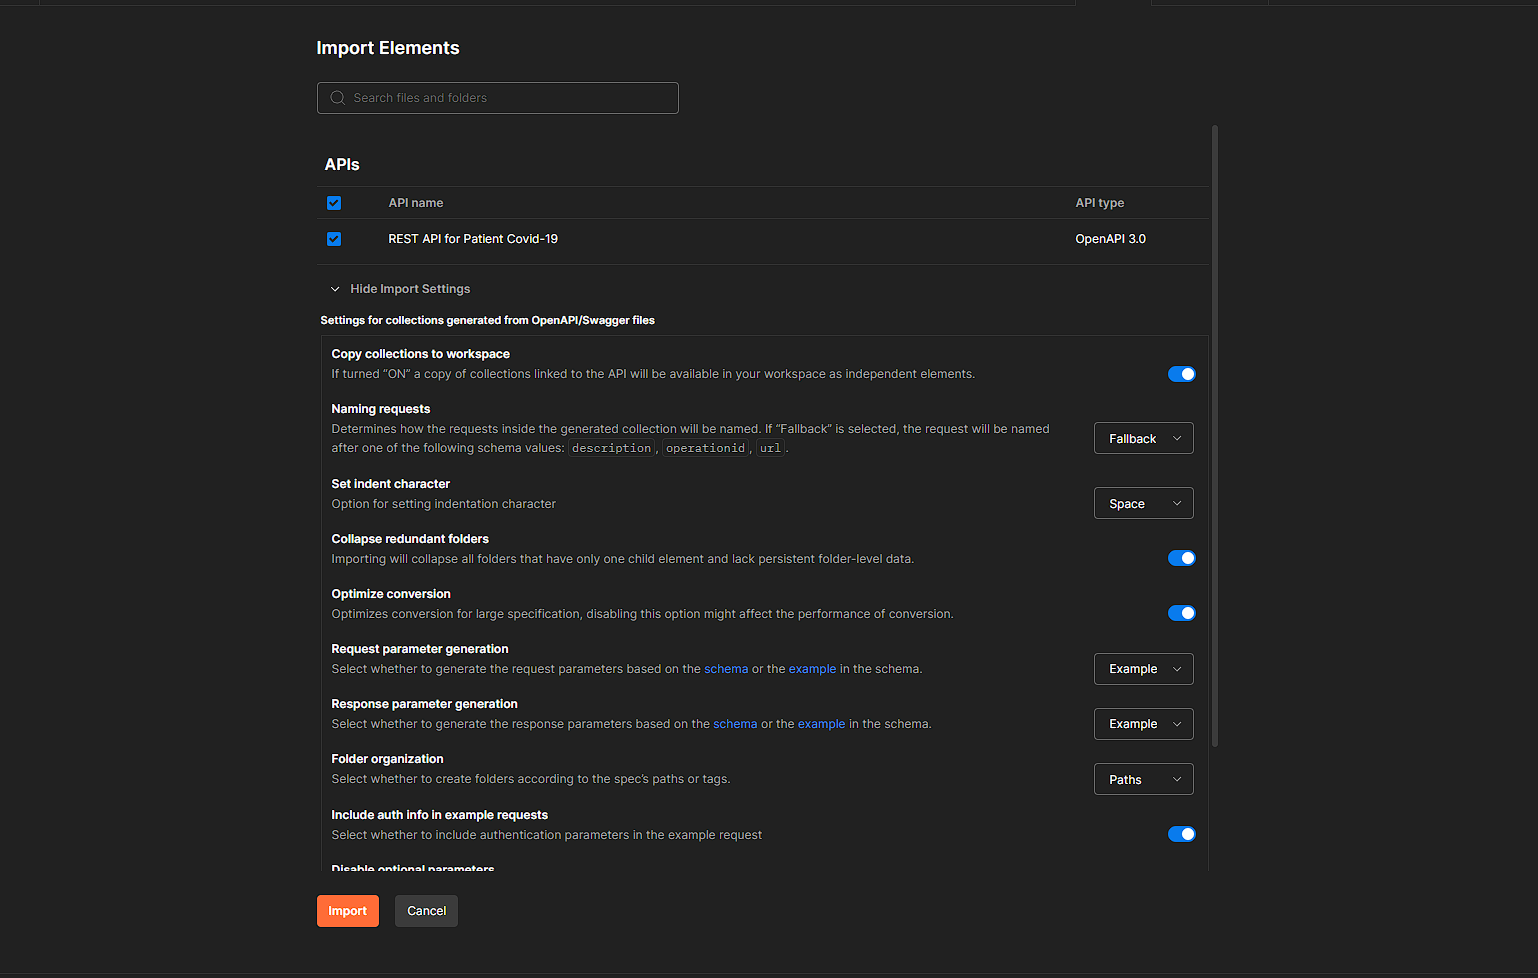 Import Elements
Search files and folders
APIs
API name API type
REST API for Patient Covid-19 OpenAPI 3.0
Hide Import Settings
Settings for collections generated from OpenAPI/Swagger files
Copy collections to workspace
If turned “ON” a copy of collections linked to the API will be available in your workspace as independent elements.
Naming requests
Determines how the requests inside the generated collection will be named. If “Fallback” is selected, the request will be named
after one of the following schema values: description, operationid, url.
Fallback
Set indent character
Option for setting indentation character
Space
Collapse redundant folders
Importing will collapse all folders that have only one child element and lack persistent folder-level data.
Optimize conversion
Optimizes conversion for large specification, disabling this option might affect the performance of conversion.
Request parameter generation
Select whether to generate the request parameters based on the schema or the example in the schema.
Example
Response parameter generation
Select whether to generate the response parameters based on the schema or the example in the schema.
Example
Folder organization
Select whether to create folders according to the spec’s paths or tags.
Paths
Include auth info in example requests
Select whether to include authentication parameters in the example request
Disable optional parameters
Import Cancel